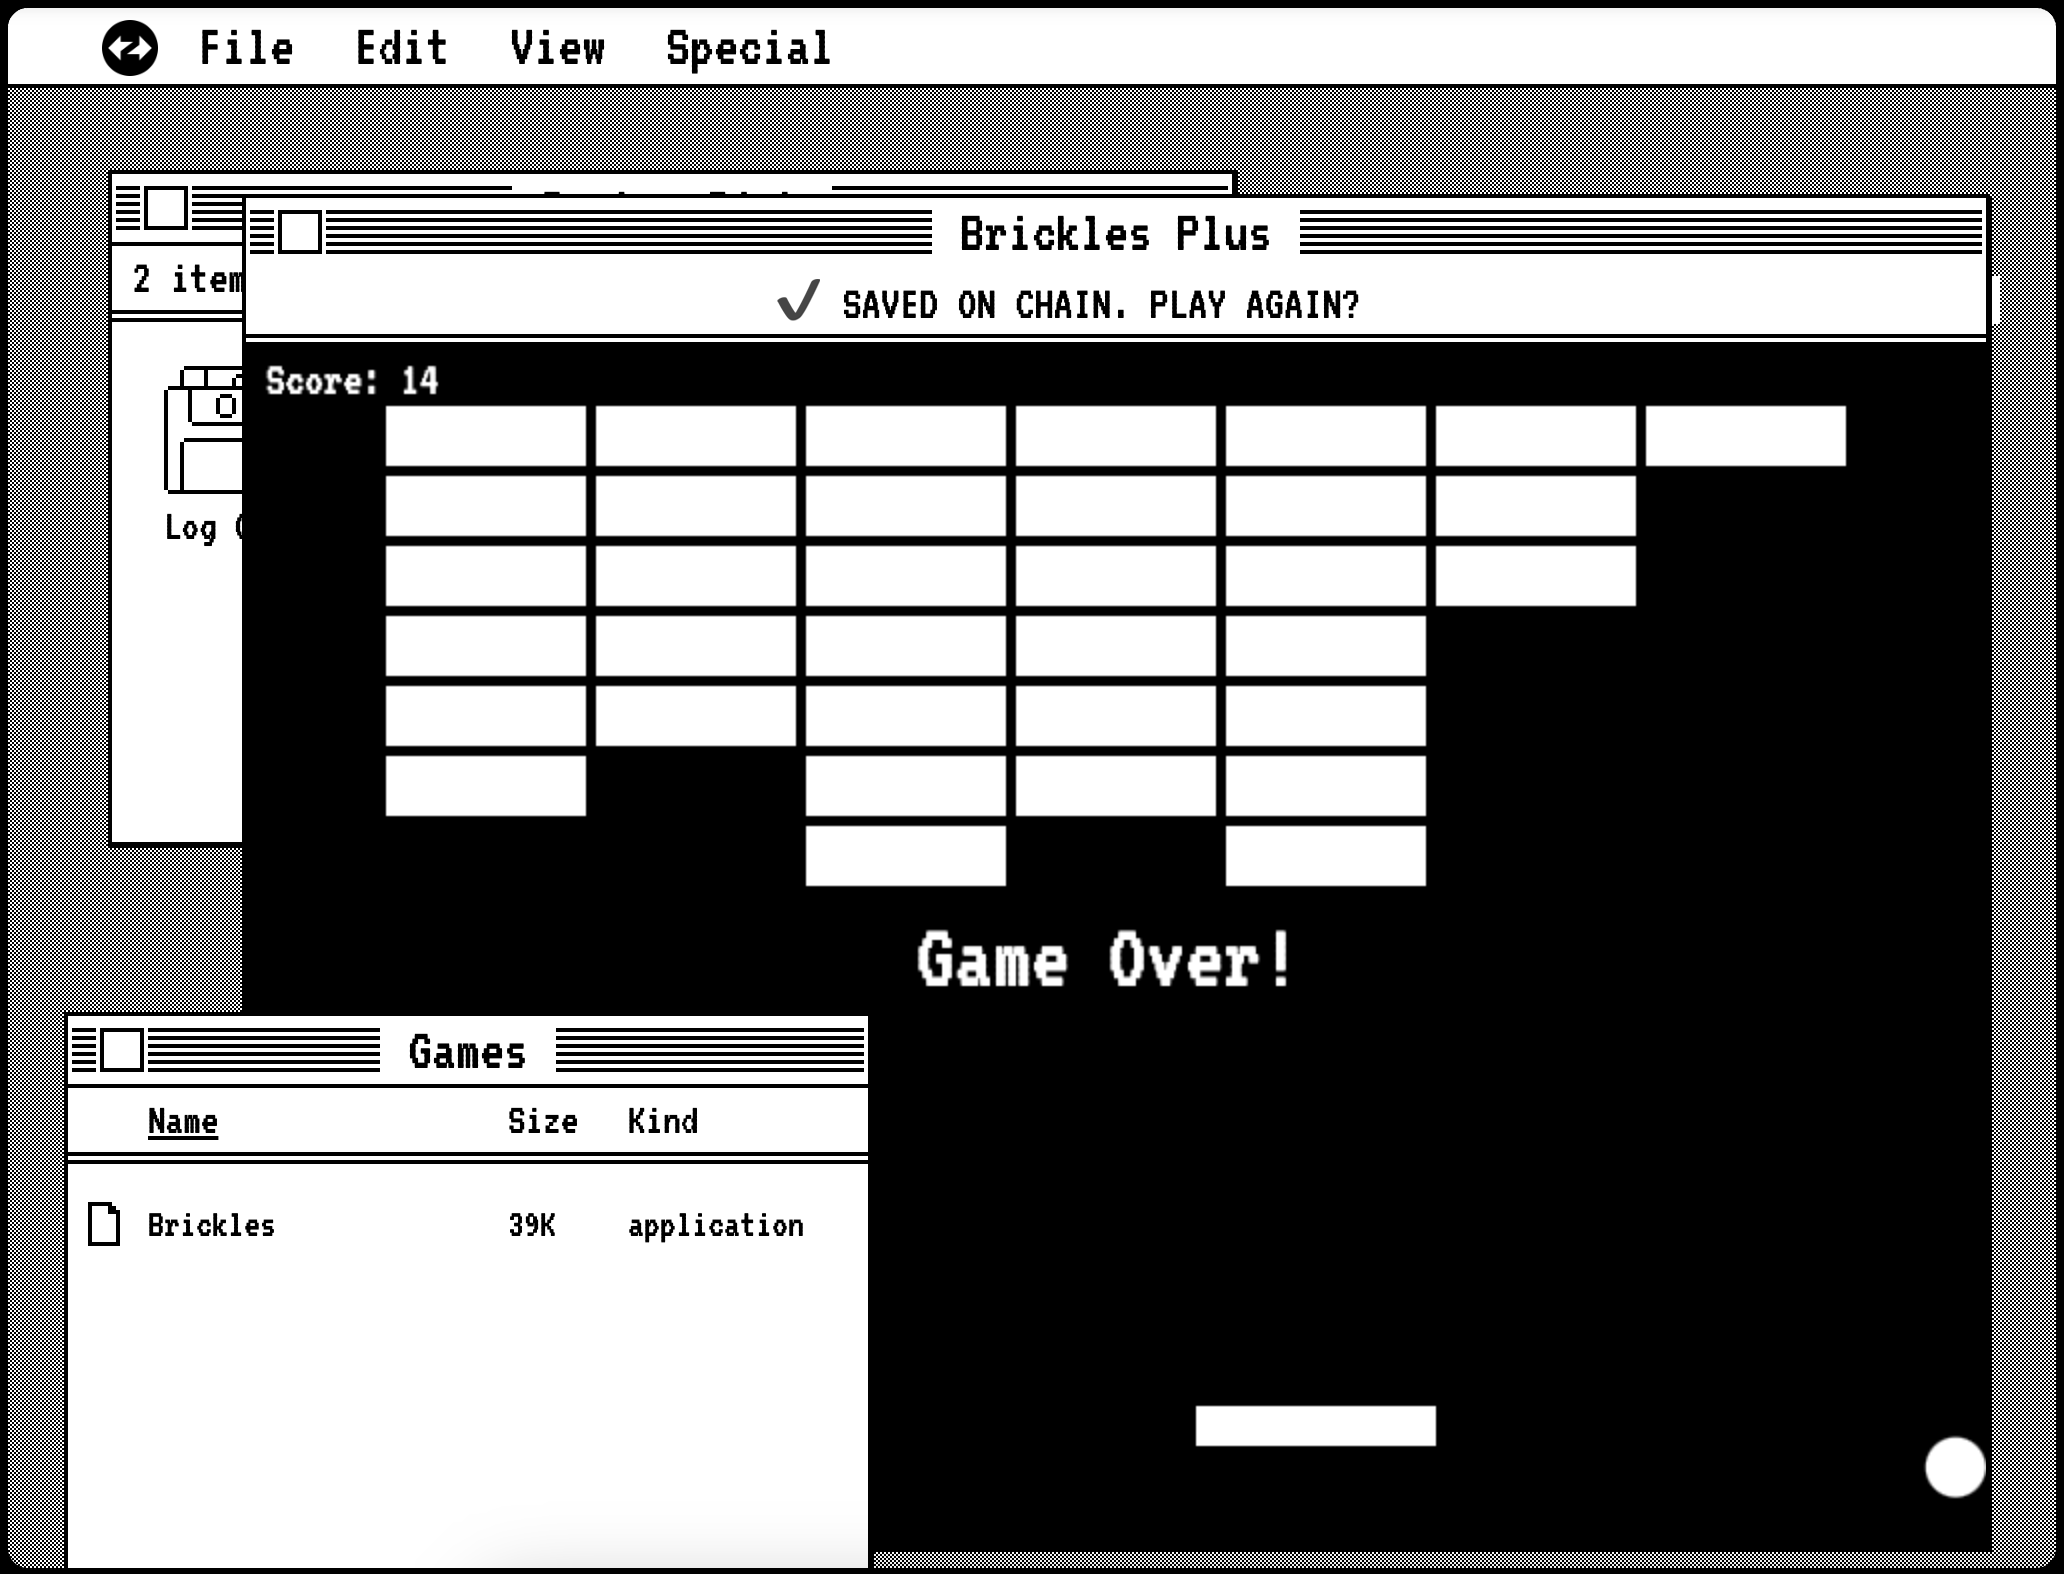 File Edit View Special
Brickles Plus
2 item
✓ SAVED ON CHAIN. PLAY AGAIN?
Score: 14
Log
Game Over!
Games
Name Size Kind
Brickles 39K application